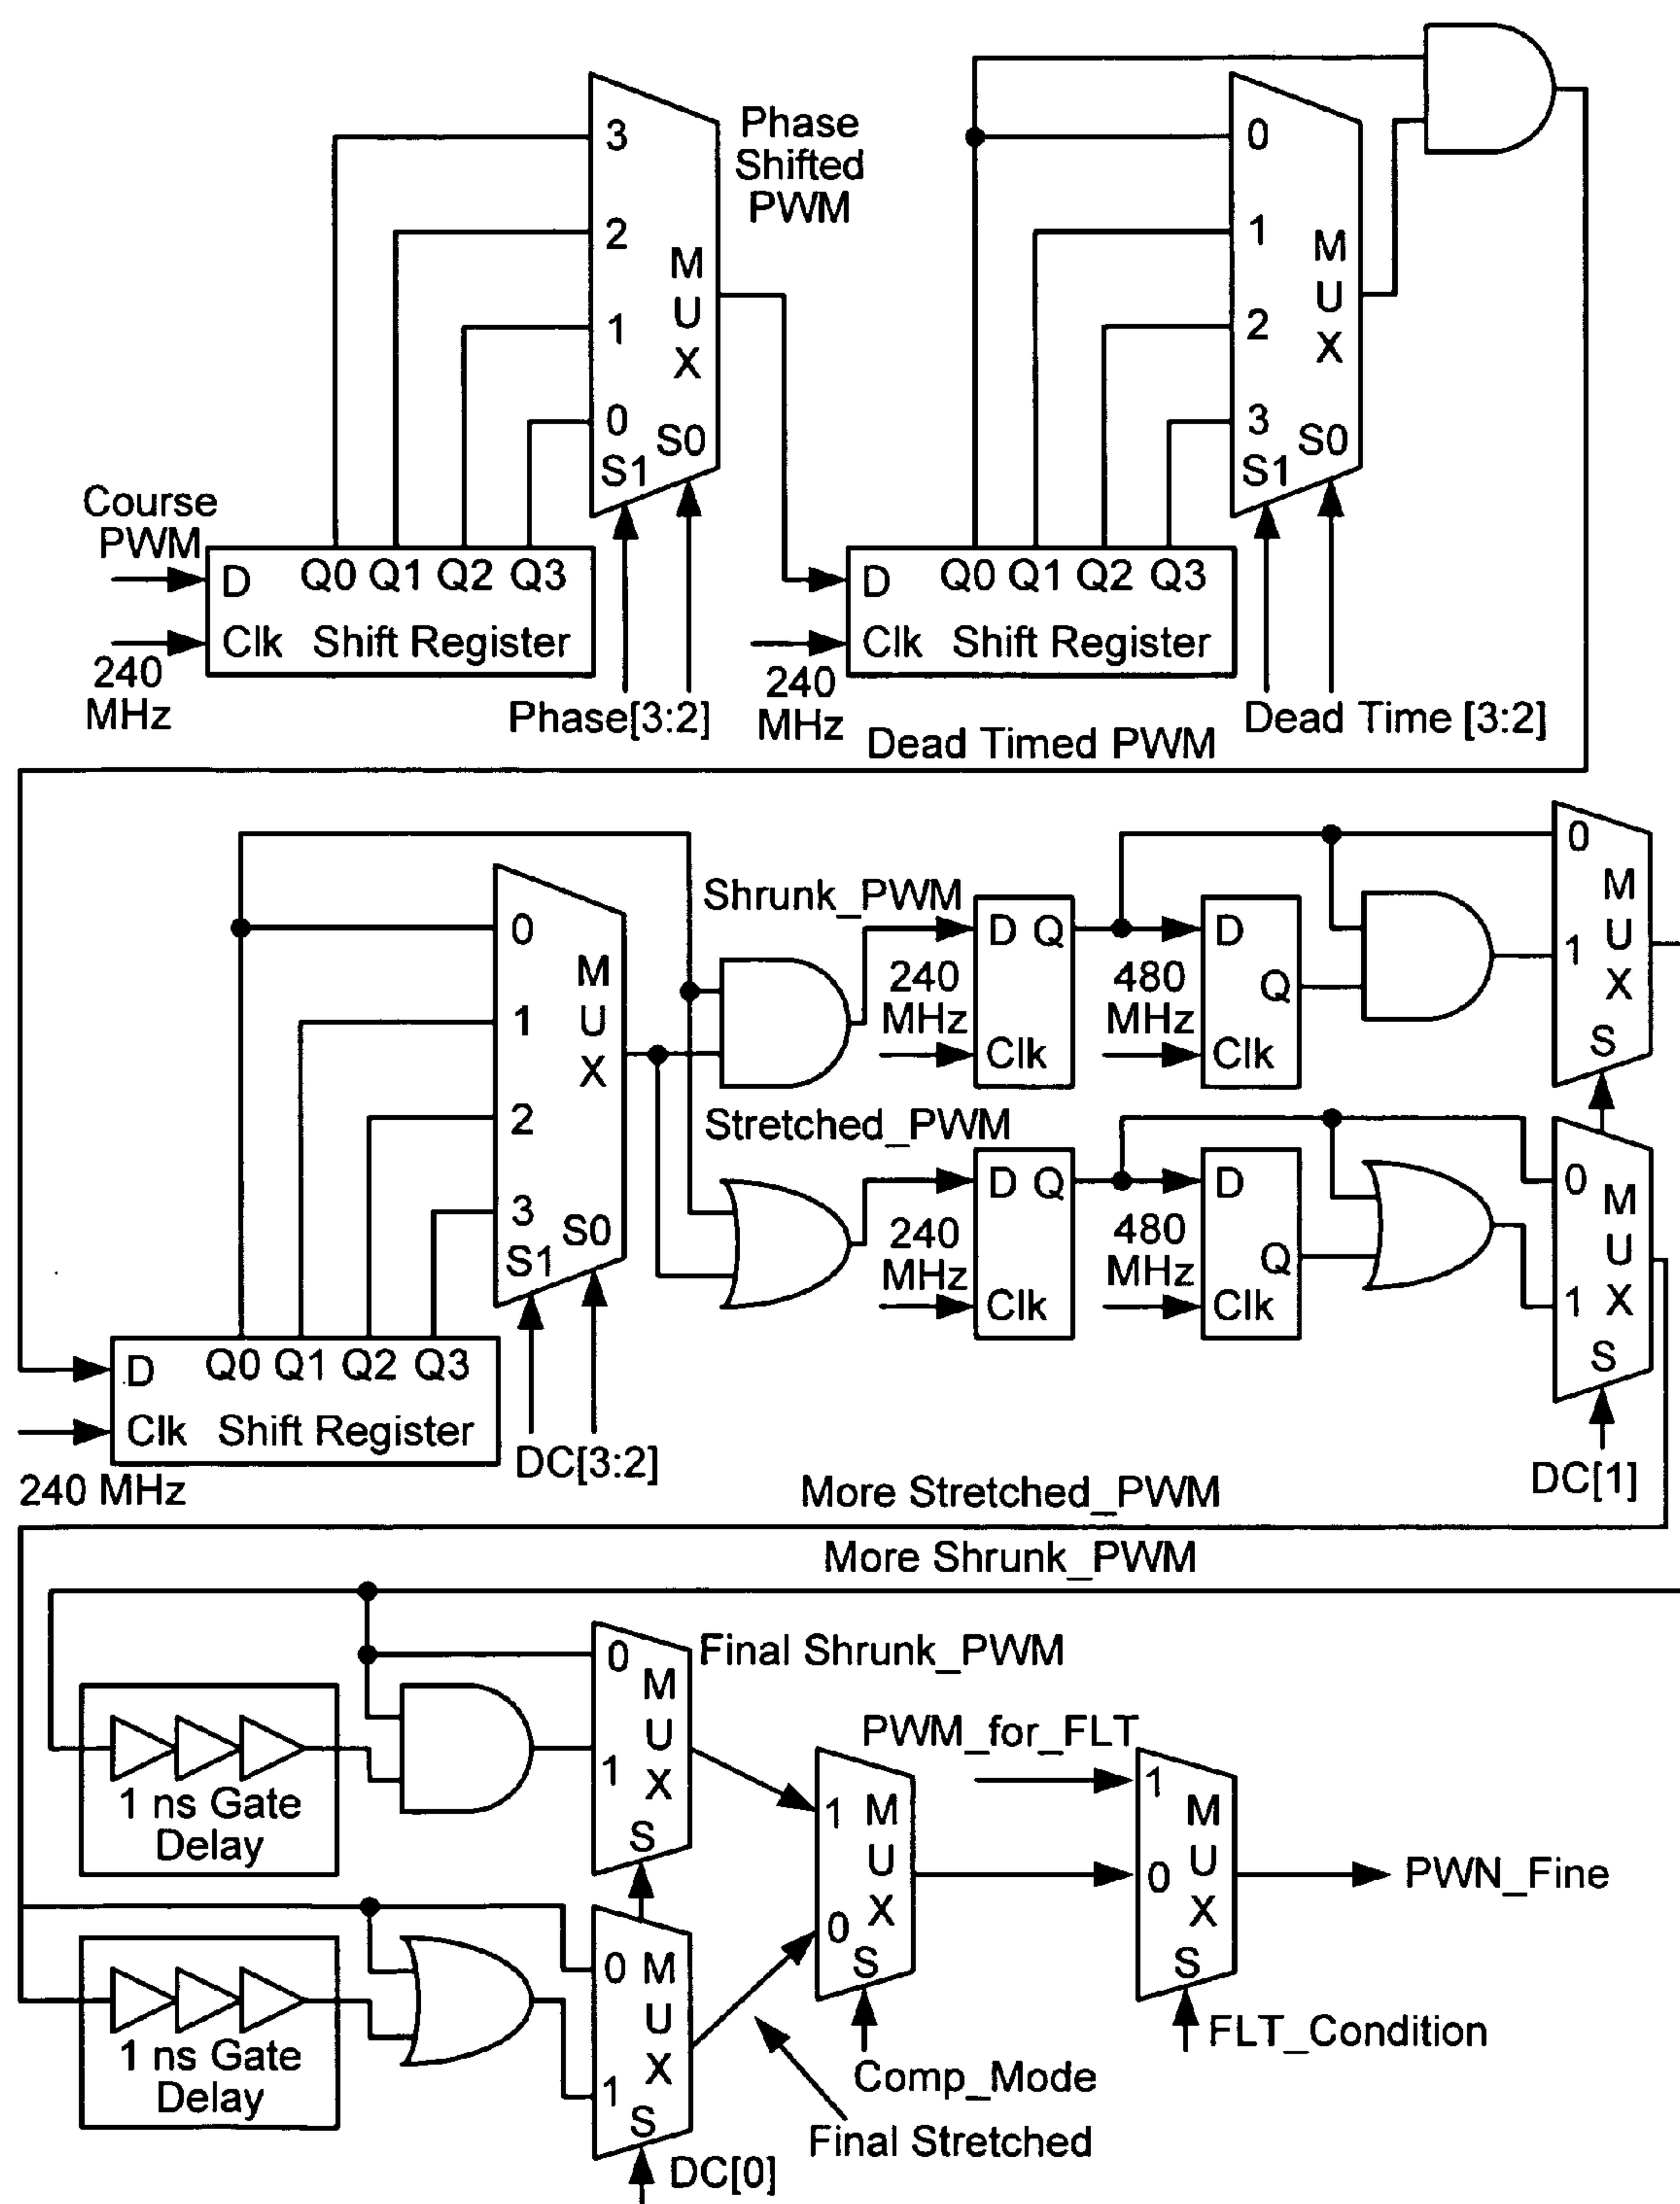 Phase
Shifted
PWM
3
2
1
0
M
U
X
S0
S1
0
1
2
3
M
U
X
S0
S1
Course
PWM
D Q0 Q1 Q2 Q3
Clk Shift Register
240
MHz
Phase[3:2]
D Q0 Q1 Q2 Q3
Clk Shift Register
240
MHz
Dead Time [3:2]
Dead Timed PWM
0
1
2
3
M
U
X
S0
S1
Shrunk_PWM
D Q
240
MHz
Clk
D
480
MHz
Q
Clk
0
1
M
U
X
S
Stretched_PWM
D Q
240
MHz
Clk
D
480
MHz
Q
Clk
0
1
M
U
X
S
D Q0 Q1 Q2 Q3
Clk Shift Register
240 MHz
DC[3:2]
DC[1]
More Stretched_PWM
More Shrunk_PWM
0
1
M
U
X
S
Final Shrunk_PWM
1 ns Gate
Delay
PWM_for_FLT
1
0
M
U
X
S
1
0
M
U
X
S
PWN_Fine
0
1
M
U
X
S
1 ns Gate
Delay
FLT_Condition
Comp_Mode
Final Stretched
DC[0]